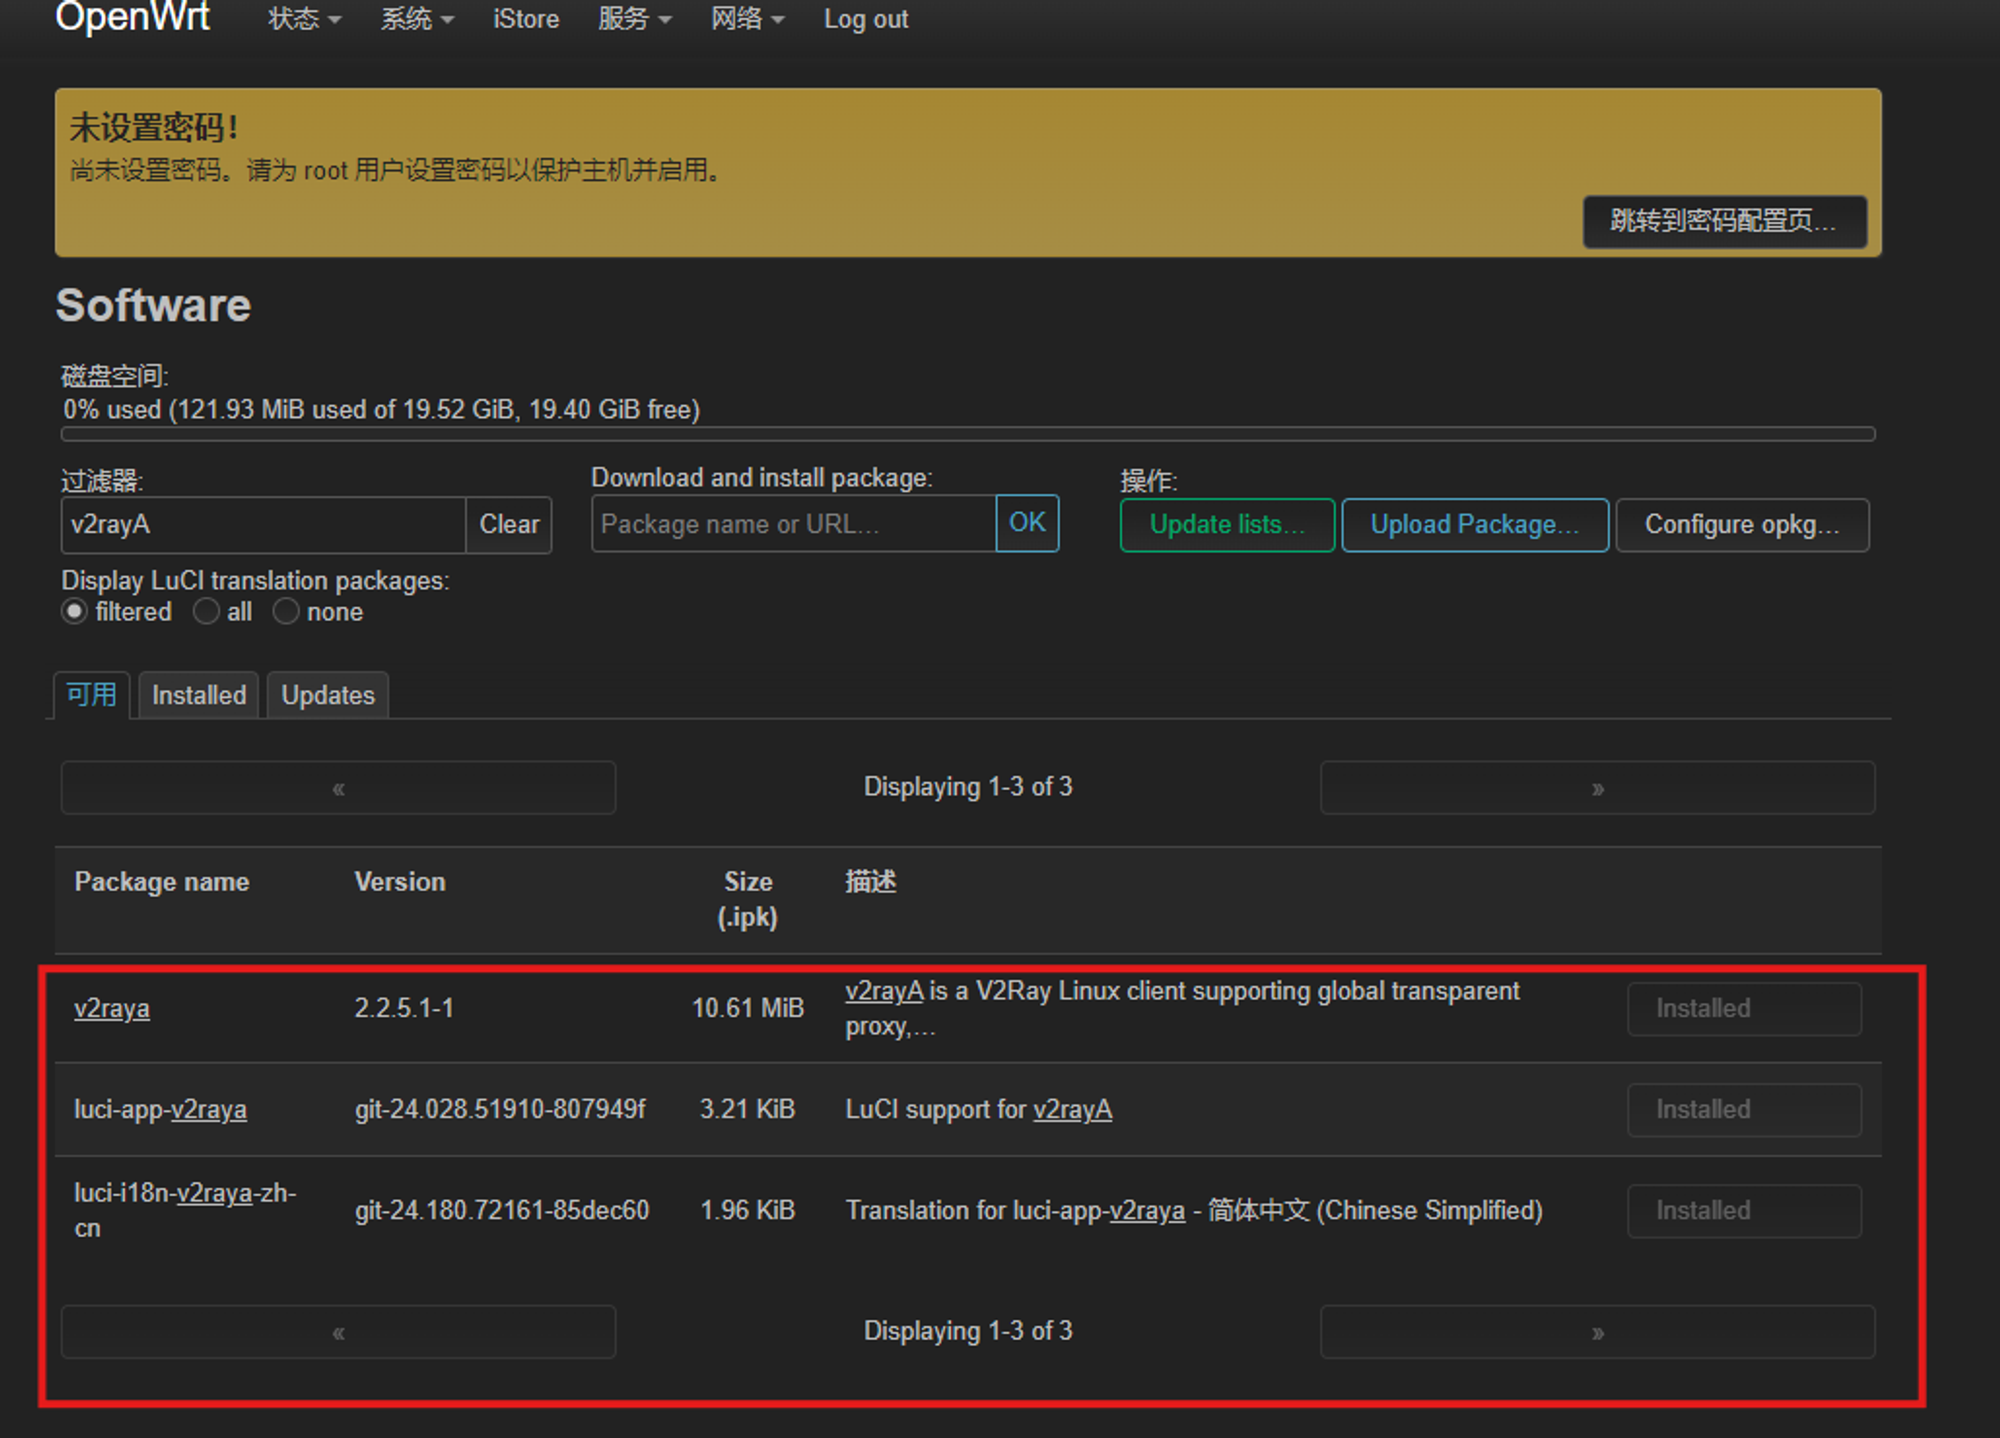 OpenWrt 状态 系统 iStore 服务 网络 Log out
未设置密码！
尚未设置密码。请为 root 用户设置密码以保护主机并启用。
跳转到密码配置页...
Software
磁盘空间:
0% used (121.93 MiB used of 19.52 GiB, 19.40 GiB free)
过滤器: Download and install package: 操作:
v2rayA Clear Package name or URL... OK Update lists... Upload Package... Configure opkg...
Display LuCI translation packages:
filtered all none
可用 Installed Updates
« Displaying 1-3 of 3 »
Package name Version Size 描述
(.ipk)
v2raya 2.2.5.1-1 10.61 MiB v2rayA is a V2Ray Linux client supporting global transparent Installed
proxy,...
luci-app-v2raya git-24.028.51910-807949f 3.21 KiB LuCI support for v2rayA Installed
luci-i18n-v2raya-zh- git-24.180.72161-85dec60 1.96 KiB Translation for luci-app-v2raya - 简体中文 (Chinese Simplified) Installed
cn
« Displaying 1-3 of 3 »